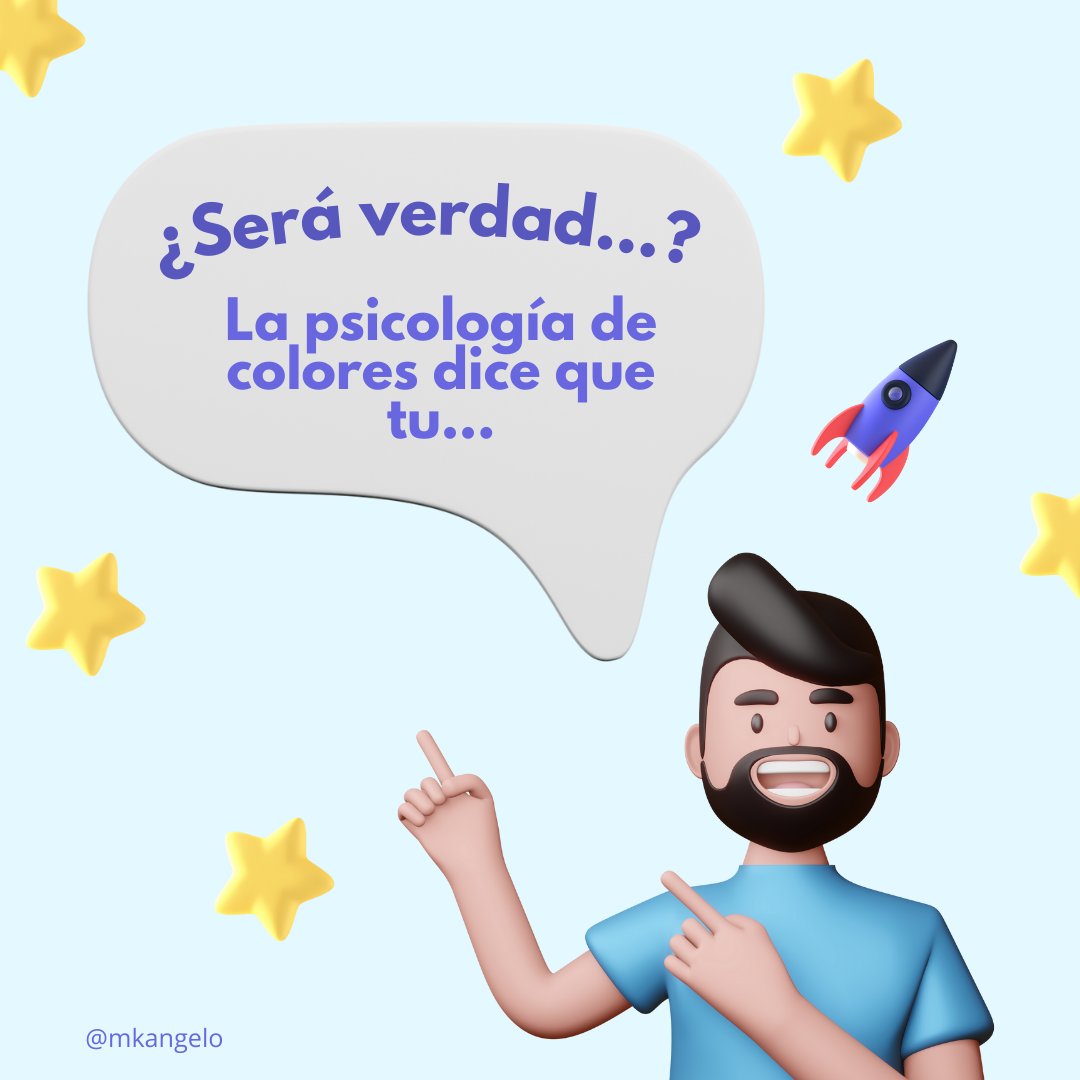 ¿Será verdad...?
La psicología de
colores dice que
tu...
@mkangelo